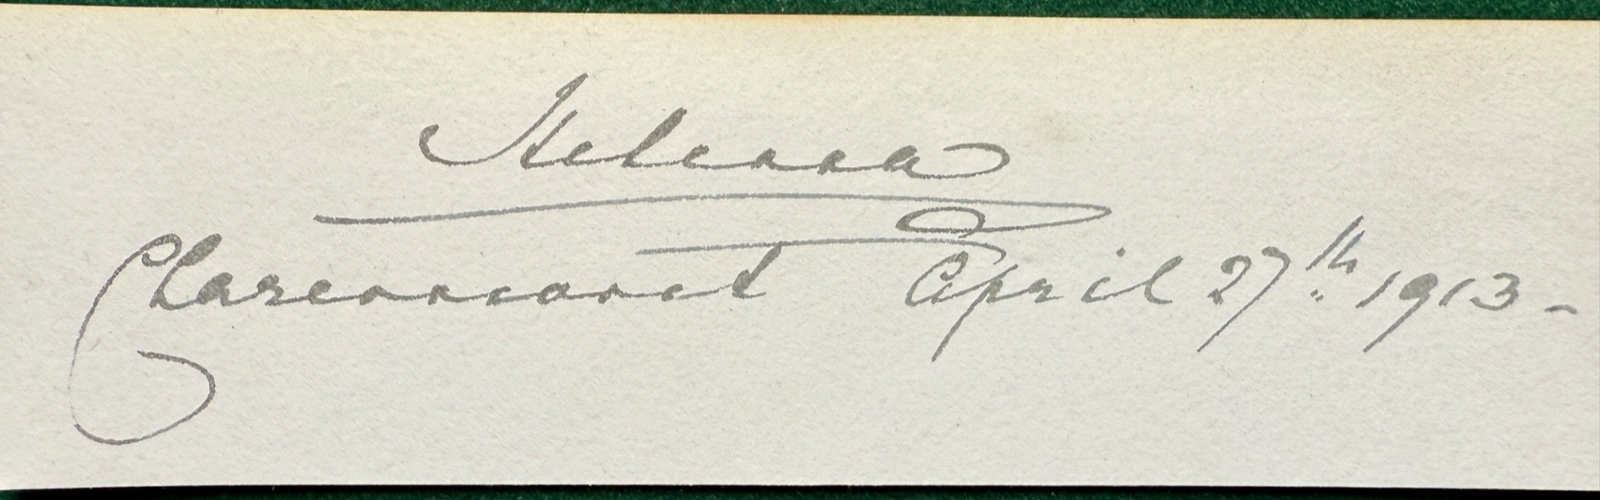 Helena
Claremont April 27th 1913-